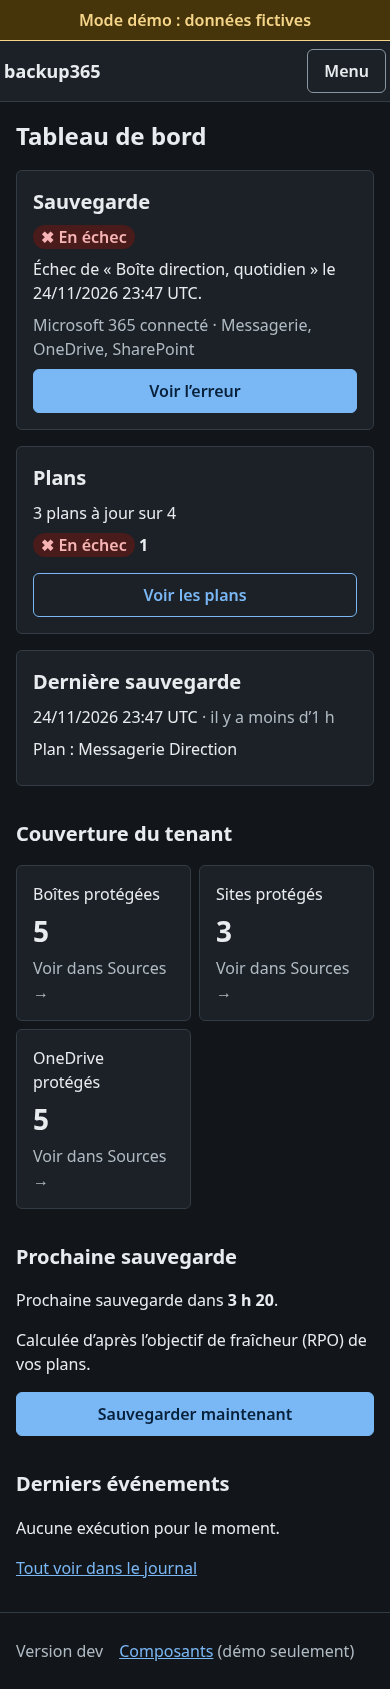 Mode démo : données fictives
backup365
Menu
Tableau de bord
Sauvegarde
✖ En échec
Échec de « Boîte direction, quotidien » le
24/11/2026 23:47 UTC.
Microsoft 365 connecté · Messagerie,
OneDrive, SharePoint
Voir l’erreur
Plans
3 plans à jour sur 4
✖ En échec 1
Voir les plans
Dernière sauvegarde
24/11/2026 23:47 UTC · il y a moins d’1 h
Plan : Messagerie Direction
Couverture du tenant
Boîtes protégées
5
Voir dans Sources
→
Sites protégés
3
Voir dans Sources
→
OneDrive
protégés
5
Voir dans Sources
→
Prochaine sauvegarde
Prochaine sauvegarde dans 3 h 20.
Calculée d’après l’objectif de fraîcheur (RPO) de
vos plans.
Sauvegarder maintenant
Derniers événements
Aucune exécution pour le moment.
Tout voir dans le journal
Version dev Composants (démo seulement)